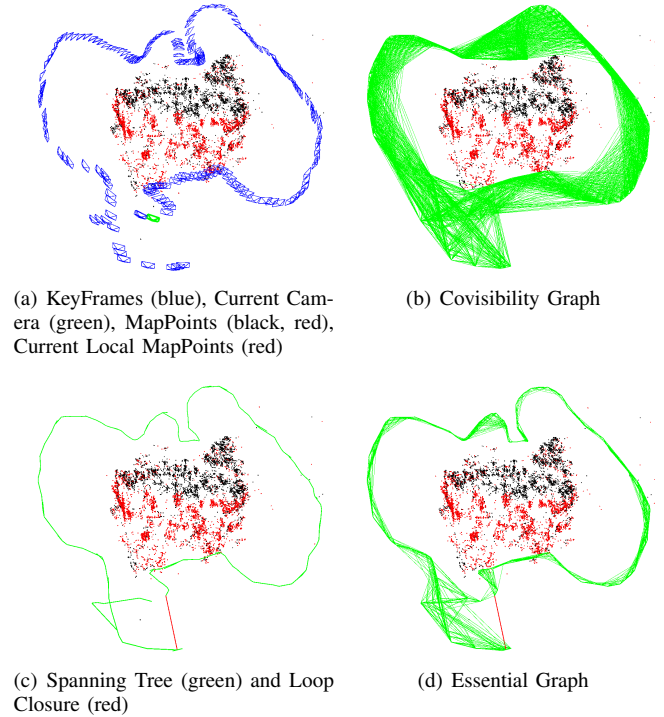 (a) KeyFrames (blue), Current Cam-
era (green), MapPoints (black, red),
Current Local MapPoints (red)
(b) Covisibility Graph
(c) Spanning Tree (green) and Loop
Closure (red)
(d) Essential Graph